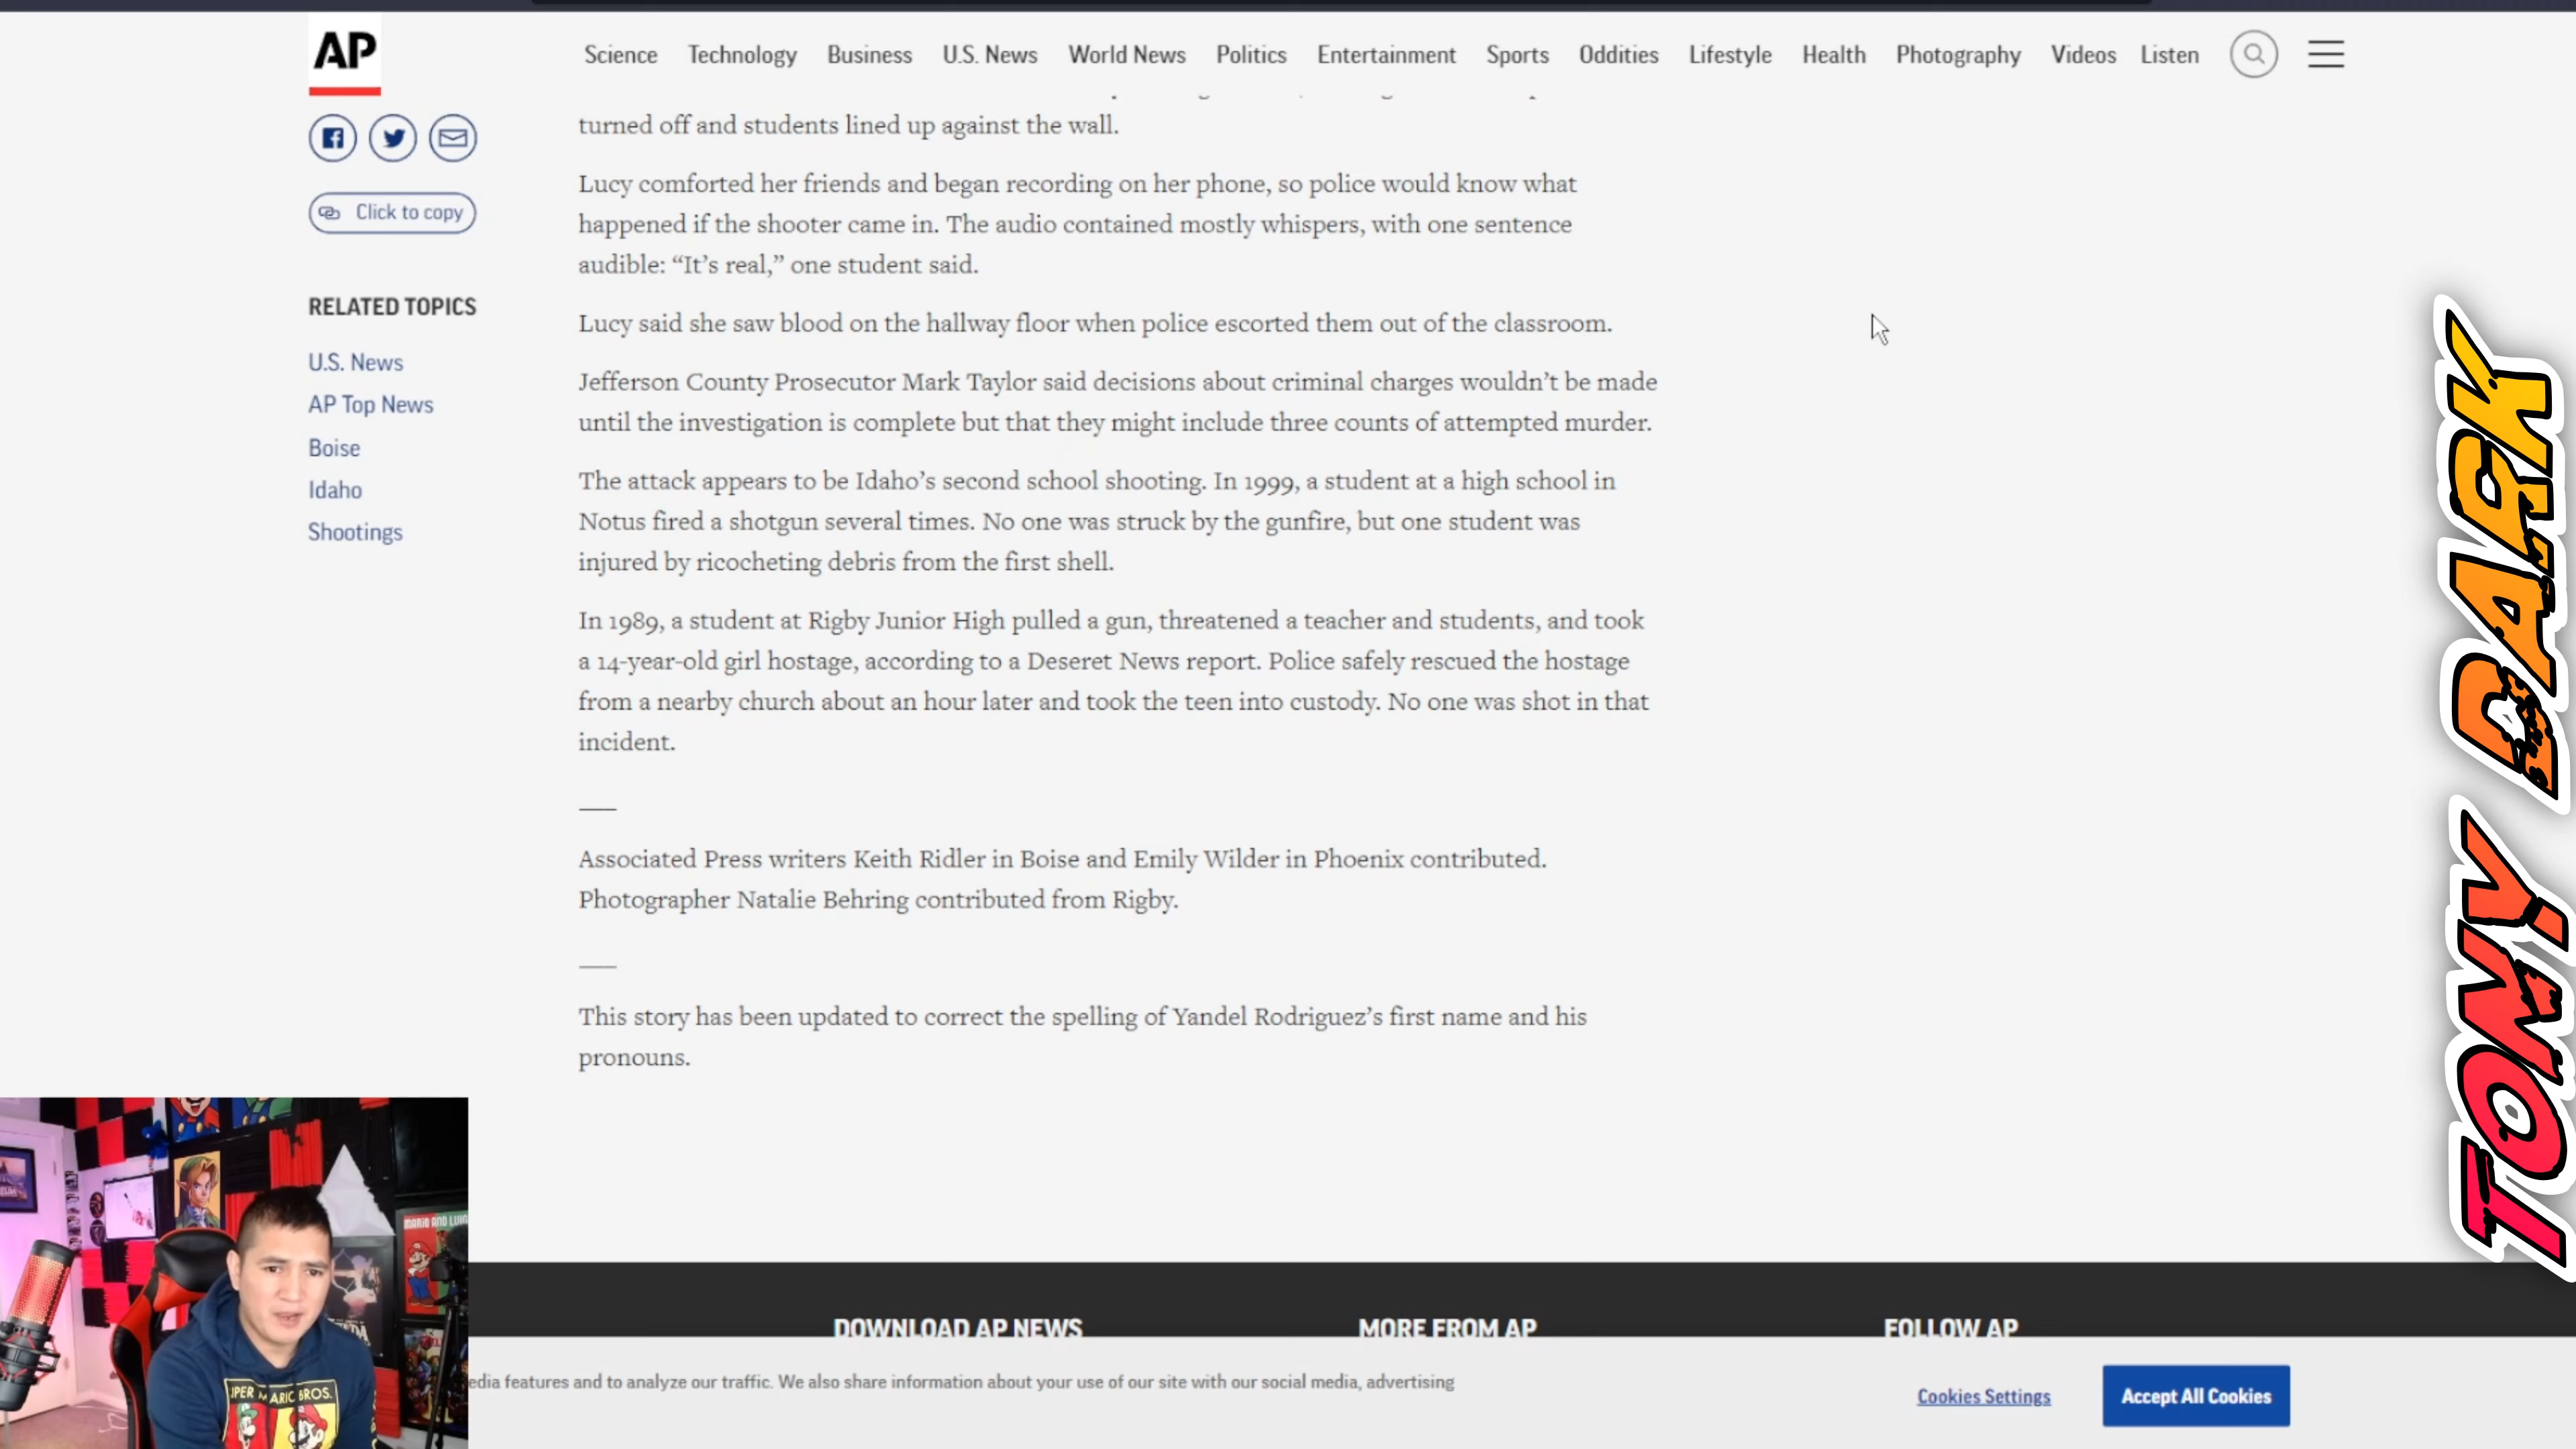 AP
Science Technology Business U.S. News World News Politics Entertainment Sports Oddities Lifestyle Health Photography Videos Listen
Click to copy
RELATED TOPICS
U.S. News
AP Top News
Boise
Idaho
Shootings
turned off and students lined up against the wall.
Lucy comforted her friends and began recording on her phone, so police would know what
happened if the shooter came in. The audio contained mostly whispers, with one sentence
audible: “It’s real,” one student said.
Lucy said she saw blood on the hallway floor when police escorted them out of the classroom.
Jefferson County Prosecutor Mark Taylor said decisions about criminal charges wouldn’t be made
until the investigation is complete but that they might include three counts of attempted murder.
The attack appears to be Idaho’s second school shooting. In 1999, a student at a high school in
Notus fired a shotgun several times. No one was struck by the gunfire, but one student was
injured by ricocheting debris from the first shell.
In 1989, a student at Rigby Junior High pulled a gun, threatened a teacher and students, and took
a 14-year-old girl hostage, according to a Deseret News report. Police safely rescued the hostage
from a nearby church about an hour later and took the teen into custody. No one was shot in that
incident.
Associated Press writers Keith Ridler in Boise and Emily Wilder in Phoenix contributed.
Photographer Natalie Behring contributed from Rigby.
This story has been updated to correct the spelling of Yandel Rodriguez’s first name and his
pronouns.
TOMY DARK
MARIO AND LUIGI
UPER MARIO BROS.
DOWNLOAD AP NEWS MORE FROM AP FOLLOW AP
edia features and to analyze our traffic. We also share information about your use of our site with our social media, advertising
Cookies Settings
Accept All Cookies